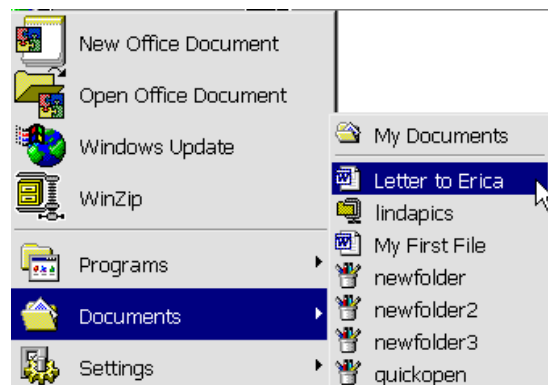 New Office Document
Open Office Document
Windows Update
WinZip
Programs
Documents
Settings
My Documents
Letter to Erica
lindapics
My First File
newfolder
newfolder2
newfolder3
quickopen